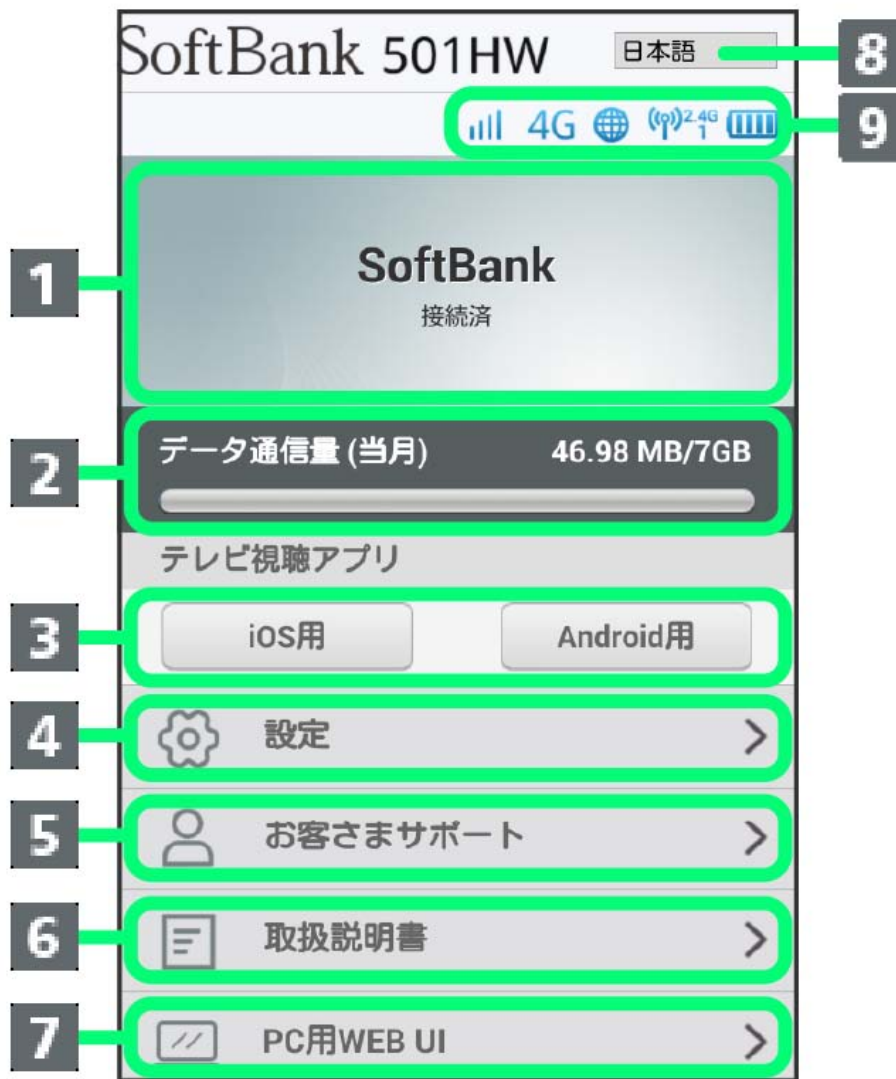 SoftBank 501HW 日本語 8
4G 2.4G 1 9
1 SoftBank
接続済
2 データ通信量 (当月) 46.98 MB/7GB
テレビ視聴アプリ
3 iOS用 Android用
4 設定
5 お客さまサポート
6 取扱説明書
7 PC用WEB UI